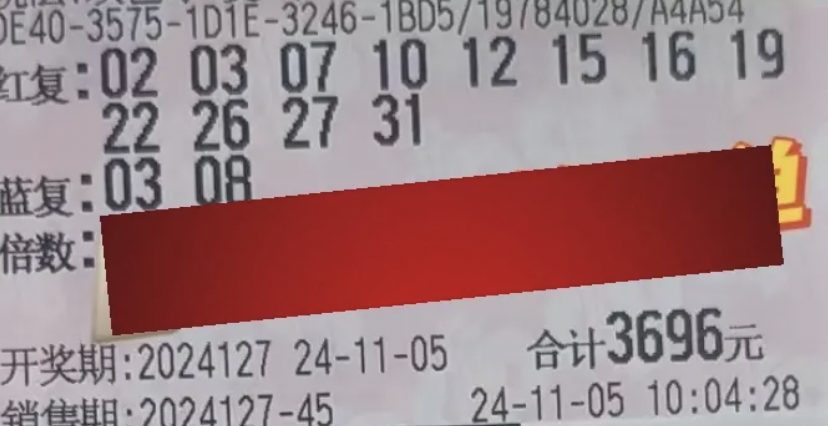 DE40-3575-1D1E-3246-1BD5/19784028/A4A54
红复:02 03 07 10 12 15 16 19
22 26 27 31
蓝复:03 08
倍数:
开奖期:2024127 24-11-05 合计3696元
销售期:2024127-45 24-11-05 10:04:28